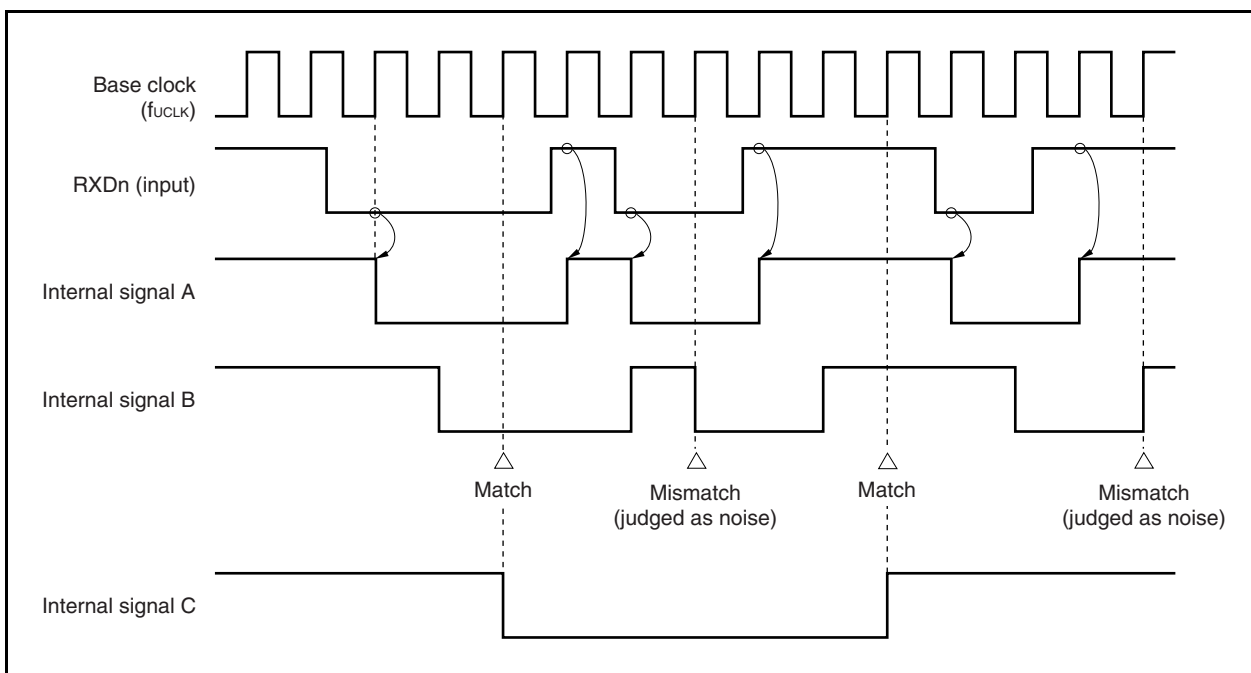 Base clock
(fUCLK)
RXDn (input)
Internal signal A
Internal signal B
Match
Mismatch
(judged as noise)
Match
Mismatch
(judged as noise)
Internal signal C